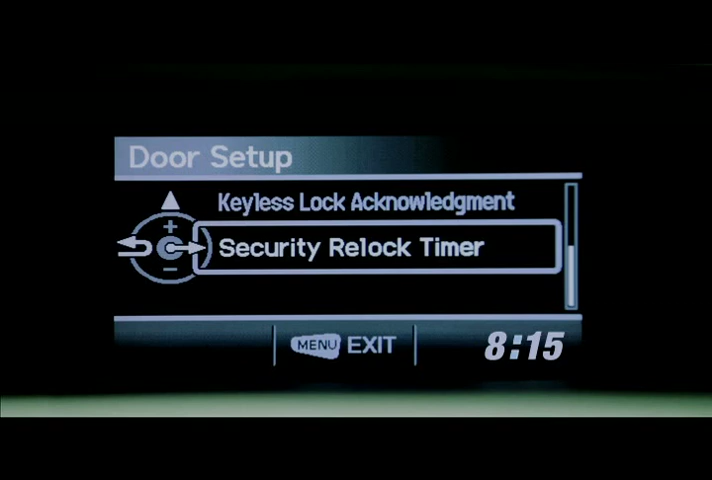 Door Setup
Keyless Lock Acknowledgment
Security Relock Timer
MENU EXIT
8:15